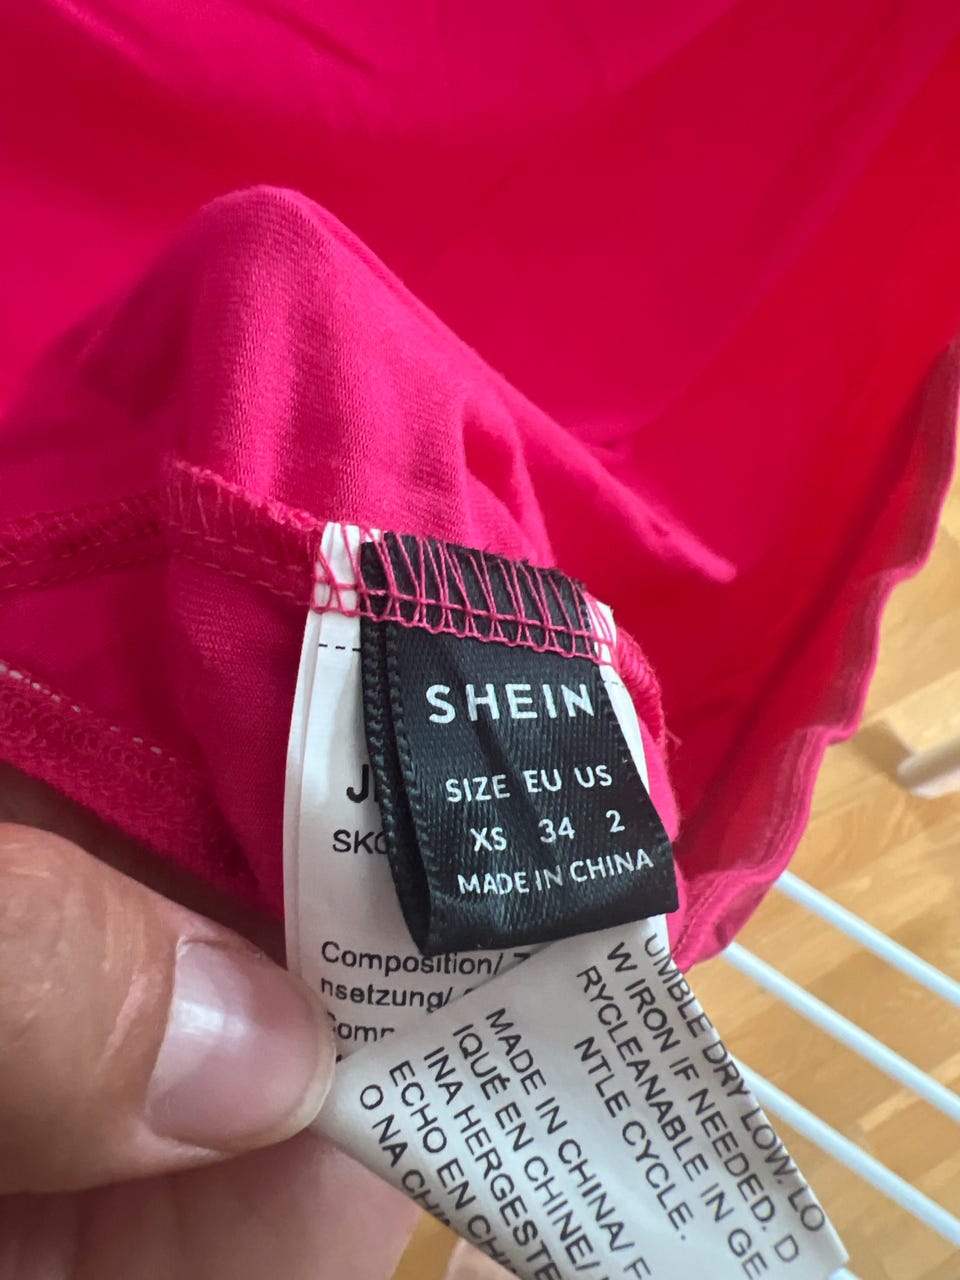 SHEIN
SIZE EU US
XS 34 2
MADE IN CHINA
Composition/
nsetzung/
UMBLE DRY LOW. LO
W IRON IF NEEDED. D
RYCLEANABLE IN GE
NTLE CYCLE.
MADE IN CHINA/ F
IQUÉ EN CHINE/
INA HERGESTE
ECHO EN CHIN
O NA CHI